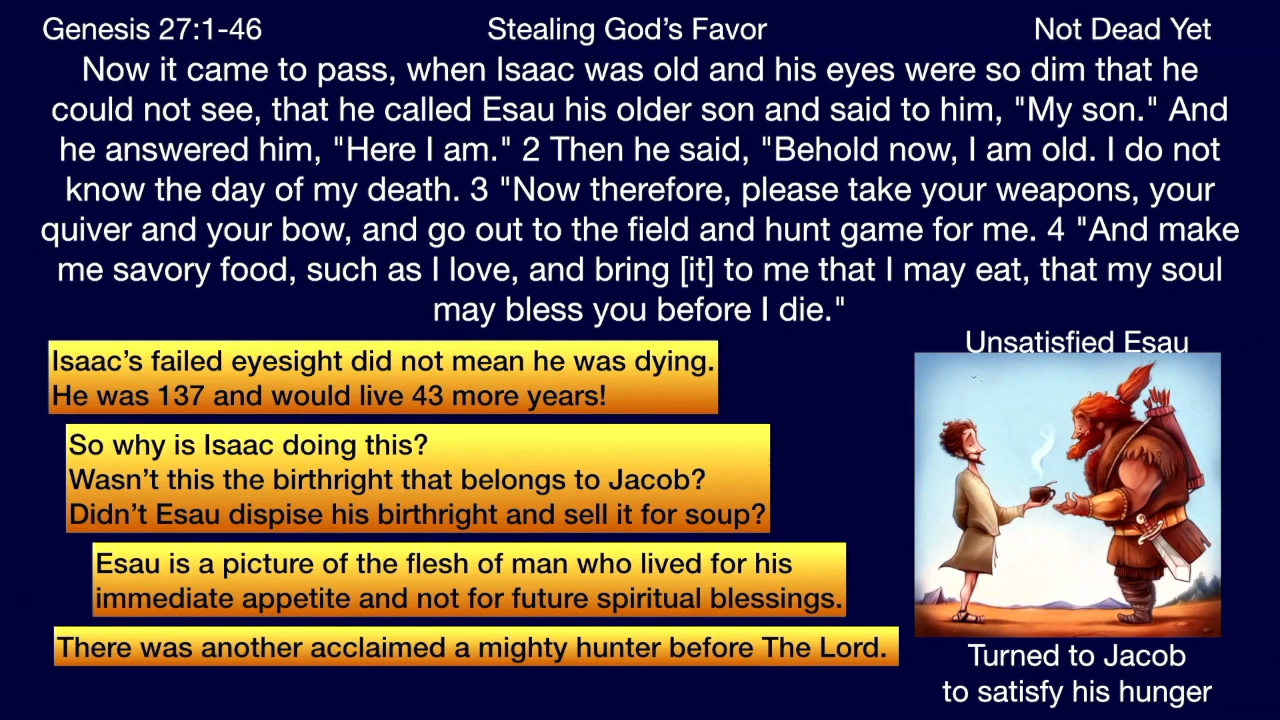 Genesis 27:1-46
Stealing God's Favor
Not Dead Yet
Now it came to pass, when Isaac was old and his eyes were so dim that he
could not see, that he called Esau his older son and said to him, "My son." And
he answered him, "Here I am." 2 Then he said, "Behold now, I am old. I do not
know the day of my death. 3 "Now therefore, please take your weapons, your
quiver and your bow, and go out to the field and hunt game for me. 4 "And make
me savory food, such as I love, and bring [it] to me that I may eat, that my soul
may bless you before I die."
Isaac's failed eyesight did not mean he was dying.
He was 137 and would live 43 more years!
So why is Isaac doing this?
Wasn't this the birthright that belongs to Jacob?
Didn't Esau dispise his birthright and sell it for soup?
Esau is a picture of the flesh of man who lived for his
immediate appetite and not for future spiritual blessings.
There was another acclaimed a mighty hunter before The Lord.
Unsatisfied Esau
Turned to Jacob
to satisfy his hunger